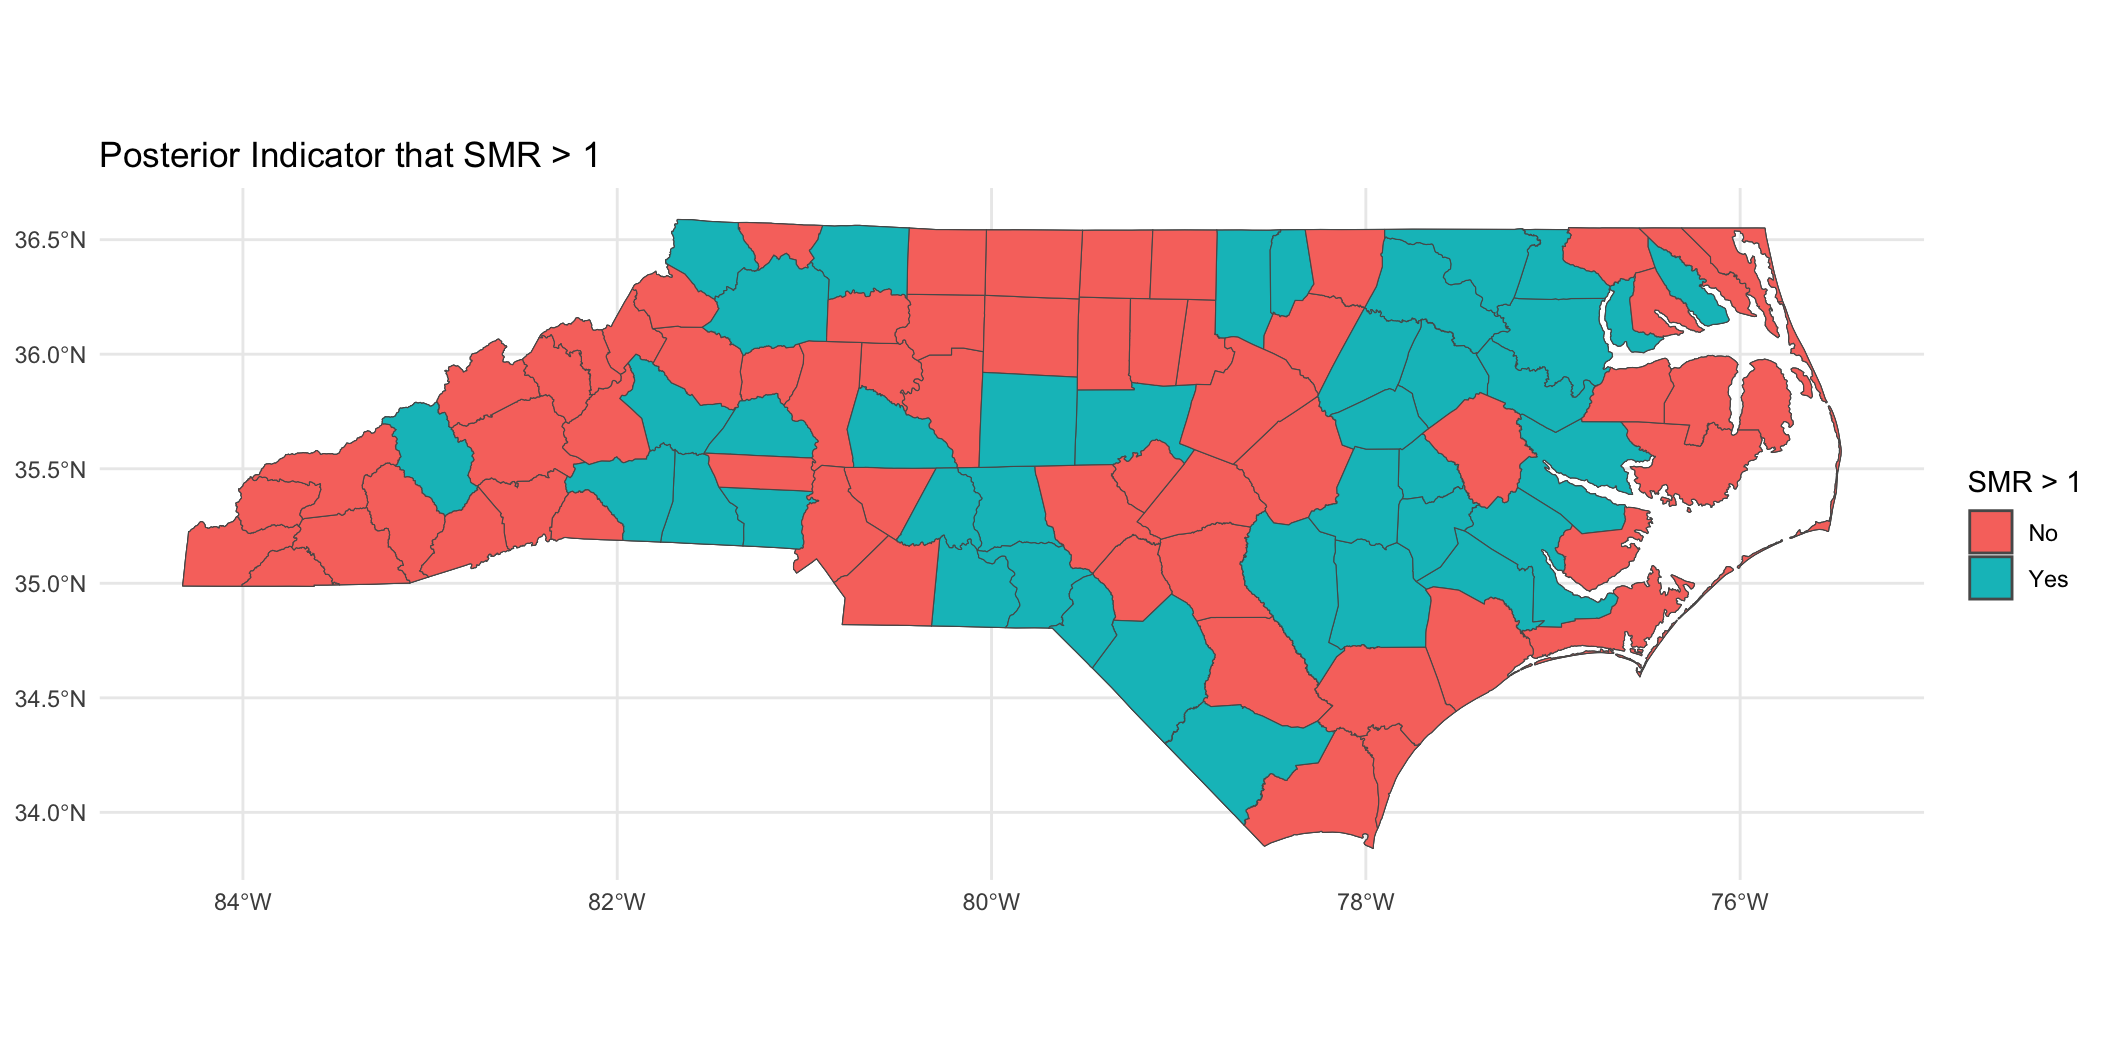 Posterior Indicator that SMR > 1
36.5°N
36.0°N
35.5°N
35.0°N
34.5°N
34.0°N
84°W
82°W
80°W
78°W
76°W
SMR > 1
No
Yes